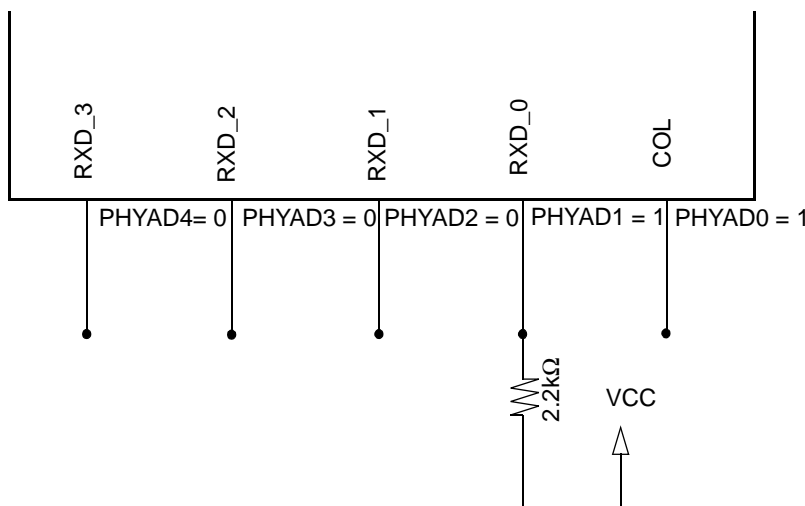 RXD_3
RXD_2
RXD_1
RXD_0
COL
PHYAD4= 0
PHYAD3 = 0
PHYAD2 = 0
PHYAD1 = 1
PHYAD0 = 1
2.2kΩ
VCC